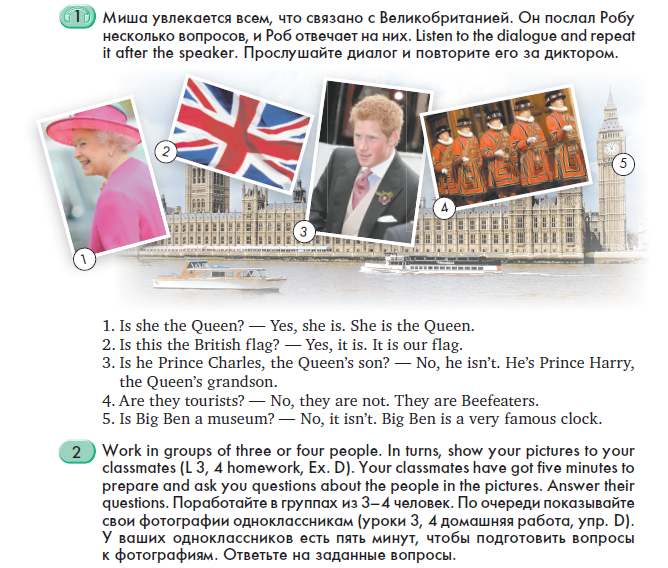 1 Миша увлекается всем, что связано с Великобританией. Он послал Робу
несколько вопросов, и Роб отвечает на них. Listen to the dialogue and repeat
it after the speaker. Прослушайте диалог и повторите его за диктором.
1
2
3
4
5
1. Is she the Queen? — Yes, she is. She is the Queen.
2. Is this the British flag? — Yes, it is. It is our flag.
3. Is he Prince Charles, the Queen's son? — No, he isn't. He's Prince Harry,
the Queen's grandson.
4. Are they tourists? — No, they are not. They are Beefeaters.
5. Is Big Ben a museum? — No, it isn't. Big Ben is a very famous clock.
2 Work in groups of three or four people. In turns, show your pictures to your
classmates (L 3, 4 homework, Ex. D). Your classmates have got five minutes to
prepare and ask you questions about the people in the pictures. Answer their
questions. Поработайте в группах из 3–4 человек. По очереди показывайте
свои фотографии одноклассникам (уроки 3, 4 домашняя работа, упр. D).
У ваших одноклассников есть пять минут, чтобы подготовить вопросы
к фотографиям. Ответьте на заданные вопросы.